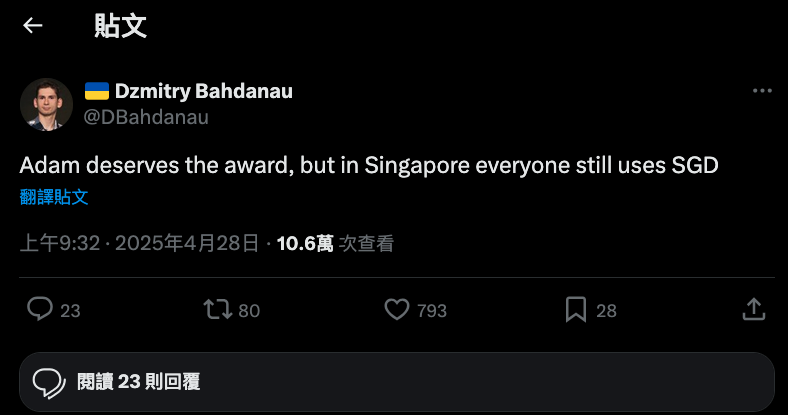 貼文
Dzmitry Bahdanau
@DBahdanau
Adam deserves the award, but in Singapore everyone still uses SGD
翻譯貼文
上午9:32 · 2025年4月28日 · 10.6萬 次查看
23 80 793 28
閱讀 23 則回覆